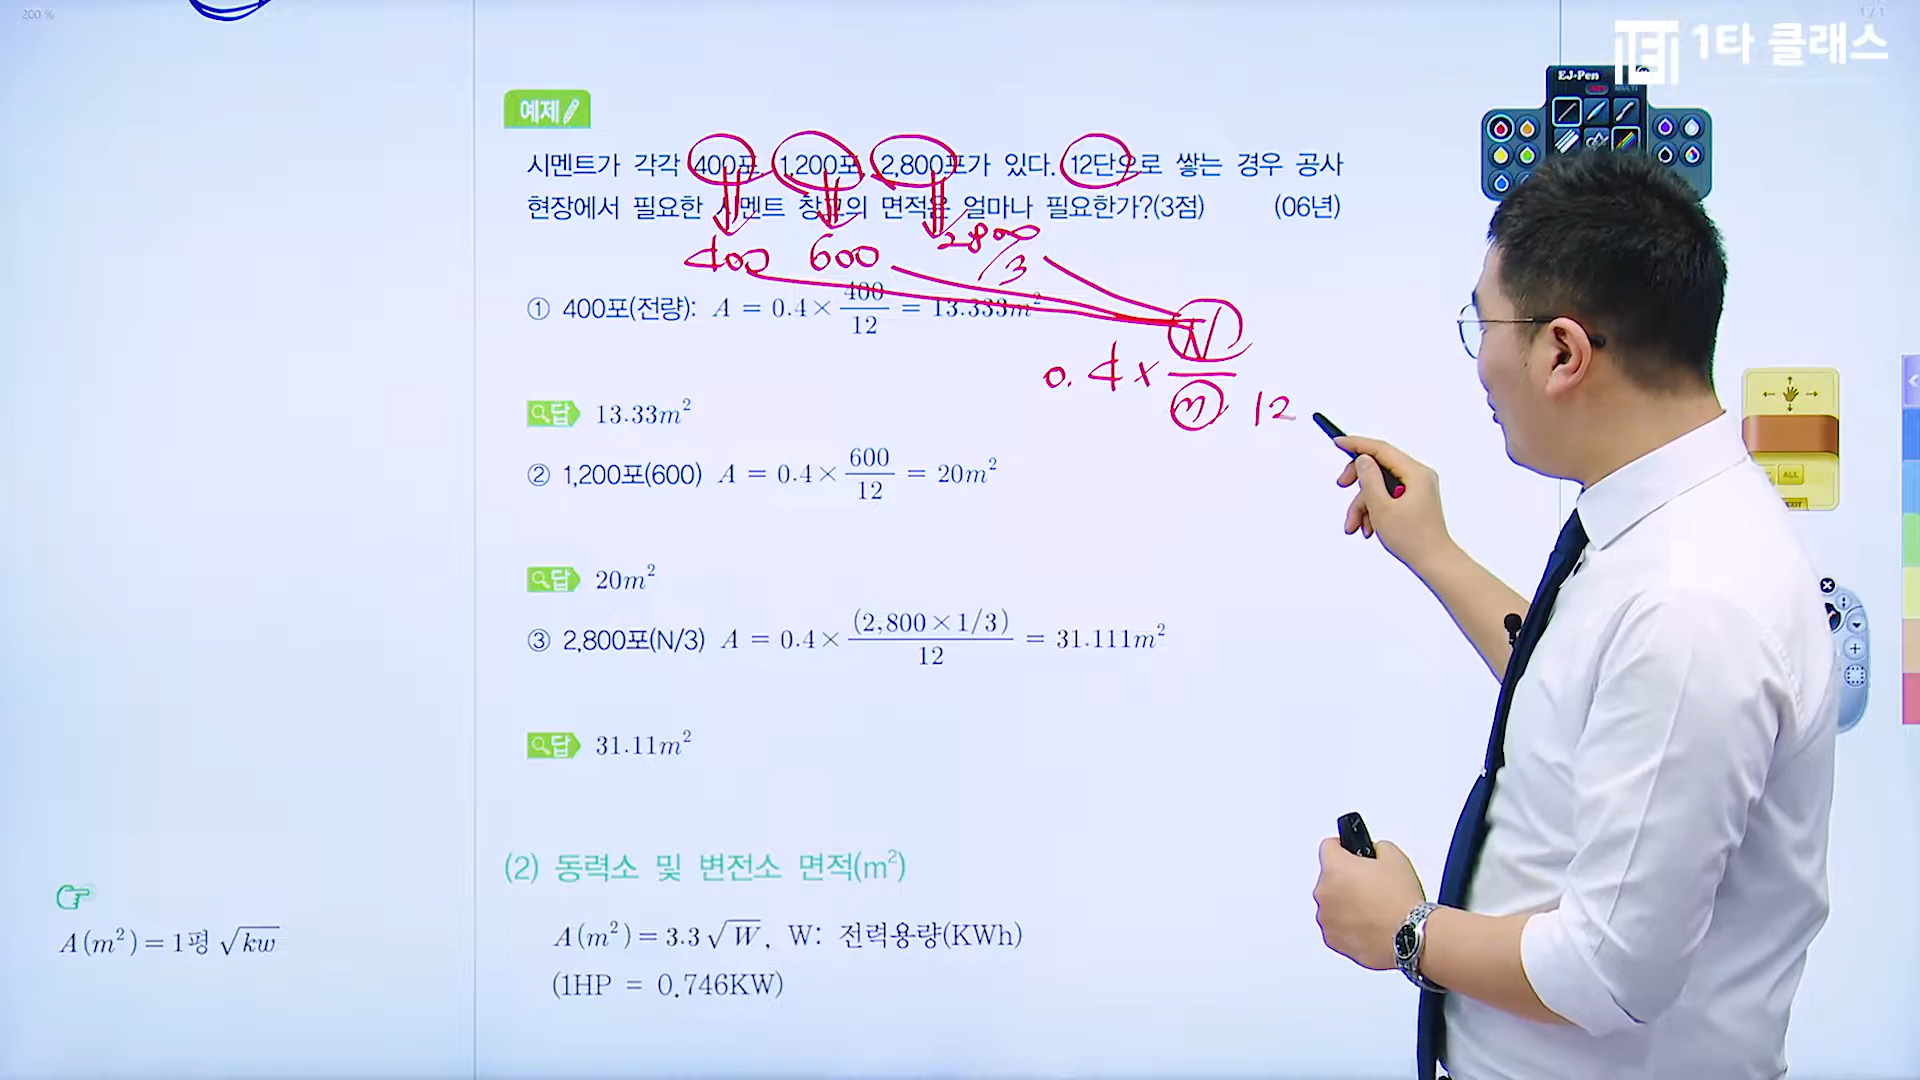 200 %
1 / 1
1타 클래스
EJ-Pen
MULTI
예제
시멘트가 각각 400포, 1,200포, 2,800포가 있다. 12단으로 쌓는 경우 공사
현장에서 필요한 시멘트 창고의 면적은 얼마나 필요한가?(3점) (06년)
400 600 2800/3
① 400포(전량): A = 0.4 × 400/12 = 13.333m²
0.4 × N/n 12
답 13.33m²
② 1,200포(600) A = 0.4 × 600/12 = 20m²
ALL
EXIT
답 20m²
③ 2,800포(N/3) A = 0.4 × (2,800 × 1/3)/12 = 31.111m²
답 31.11m²
(2) 동력소 및 변전소 면적(m²)
A(m²) = 1평 √kw
A(m²) = 3.3√W, W: 전력용량(KWh)
(1HP = 0.746KW)